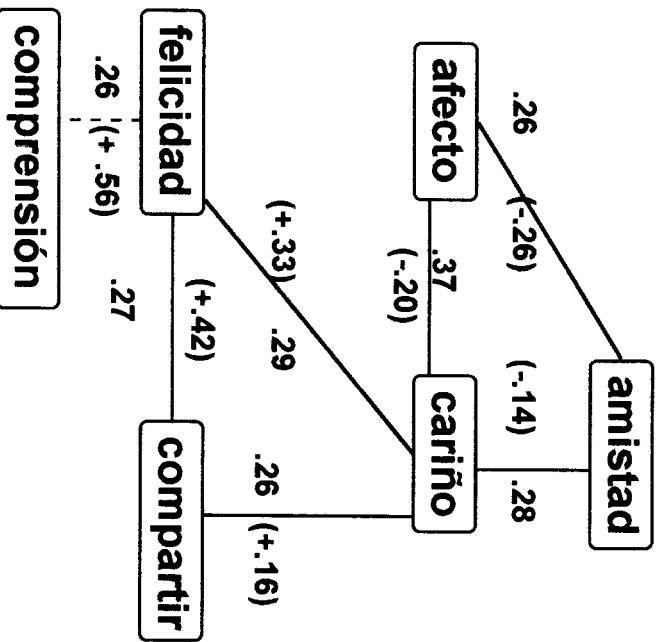 amistad
.26
(-.26)
(-.14)
.28
afecto
.37
(-.20)
cariño
(+.33)
.29
.26
(+.16)
felicidad
(+.42)
.27
compartir
.26
(+.56)
comprensión